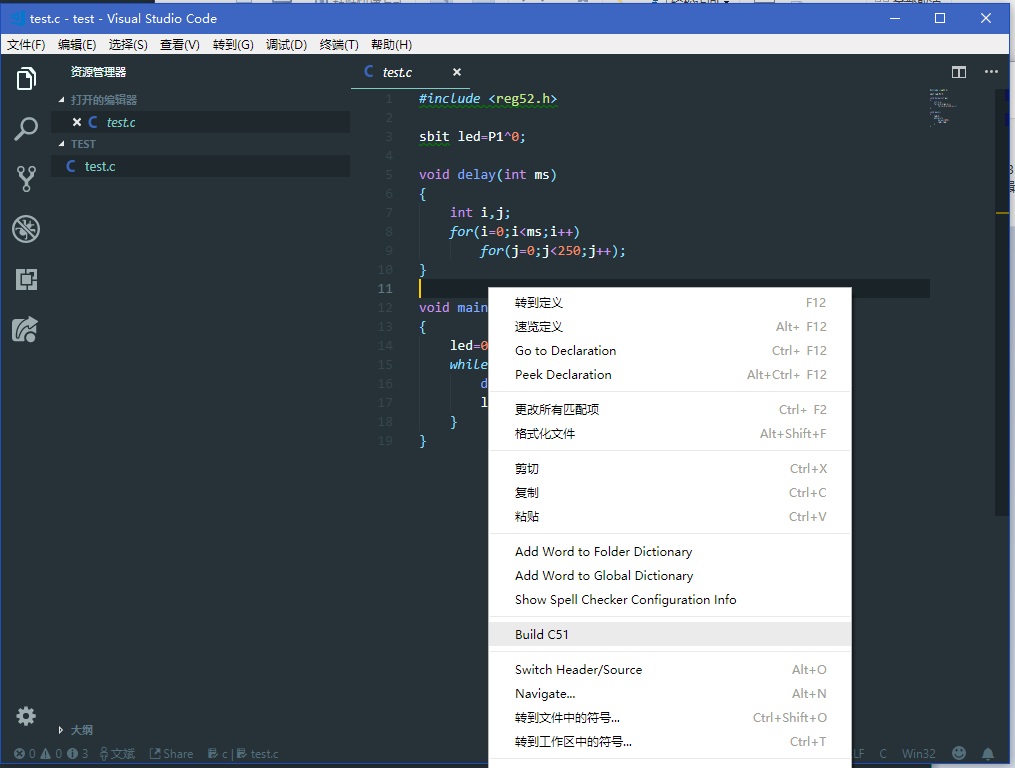 test.c - test - Visual Studio Code
文件(F) 编辑(E) 选择(S) 查看(V) 转到(G) 调试(D) 终端(T) 帮助(H)
资源管理器
打开的编辑器
C test.c
TEST
C test.c
C test.c
1 #include <reg52.h>
2
3 sbit led=P1^0;
4
5 void delay(int ms)
6 {
7 int i,j;
8 for(i=0;i<ms;i++)
9 for(j=0;j<250;j++);
10 }
11
12 void main
13 {
14 led=0
15 while
16 d
17 l
18 }
19 }
转到定义 F12
速览定义 Alt+ F12
Go to Declaration Ctrl+ F12
Peek Declaration Alt+Ctrl+ F12
更改所有匹配项 Ctrl+ F2
格式化文件 Alt+Shift+F
剪切 Ctrl+X
复制 Ctrl+C
粘贴 Ctrl+V
Add Word to Folder Dictionary
Add Word to Global Dictionary
Show Spell Checker Configuration Info
Build C51
Switch Header/Source Alt+O
Navigate... Alt+N
转到文件中的符号... Ctrl+Shift+O
转到工作区中的符号... Ctrl+T
大纲
0 0 3 文斌 Share c | test.c LF C Win32